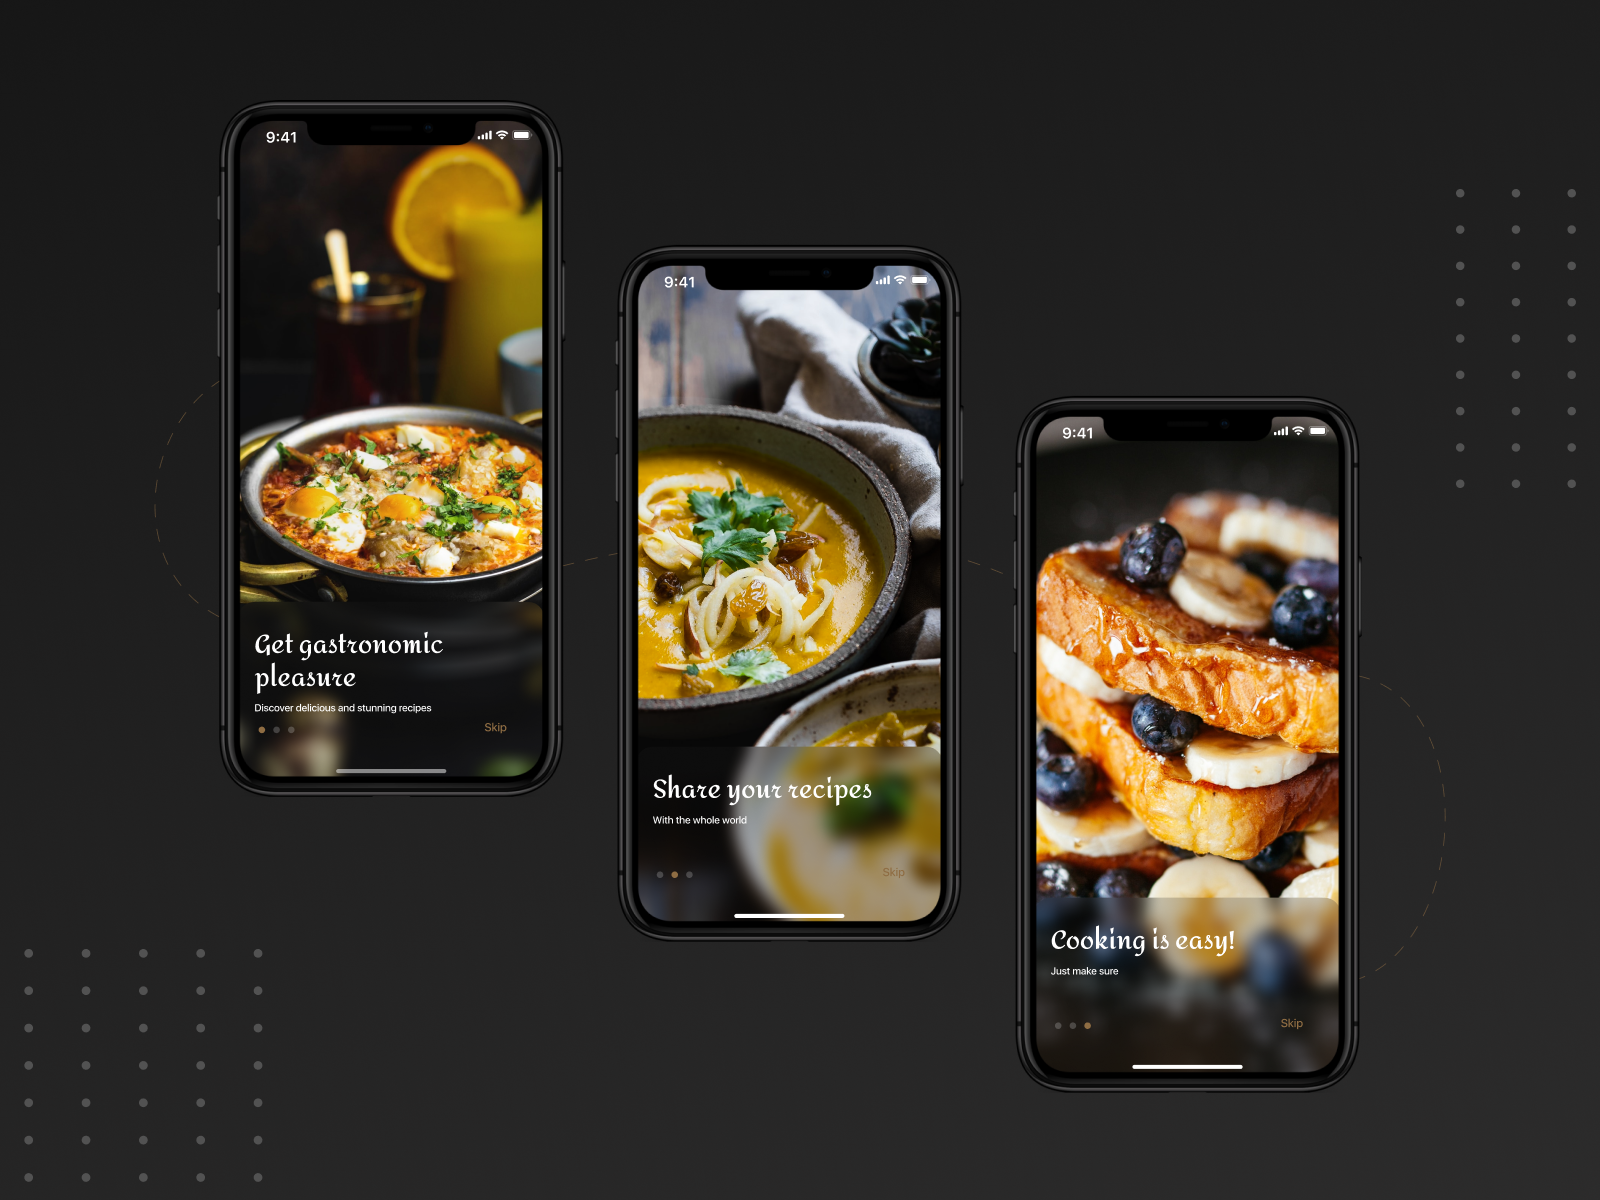 9:41
Get gastronomic
pleasure
Discover delicious and stunning recipes
Skip
9:41
Share your recipes
With the whole world
Skip
9:41
Cooking is easy!
Just make sure
Skip